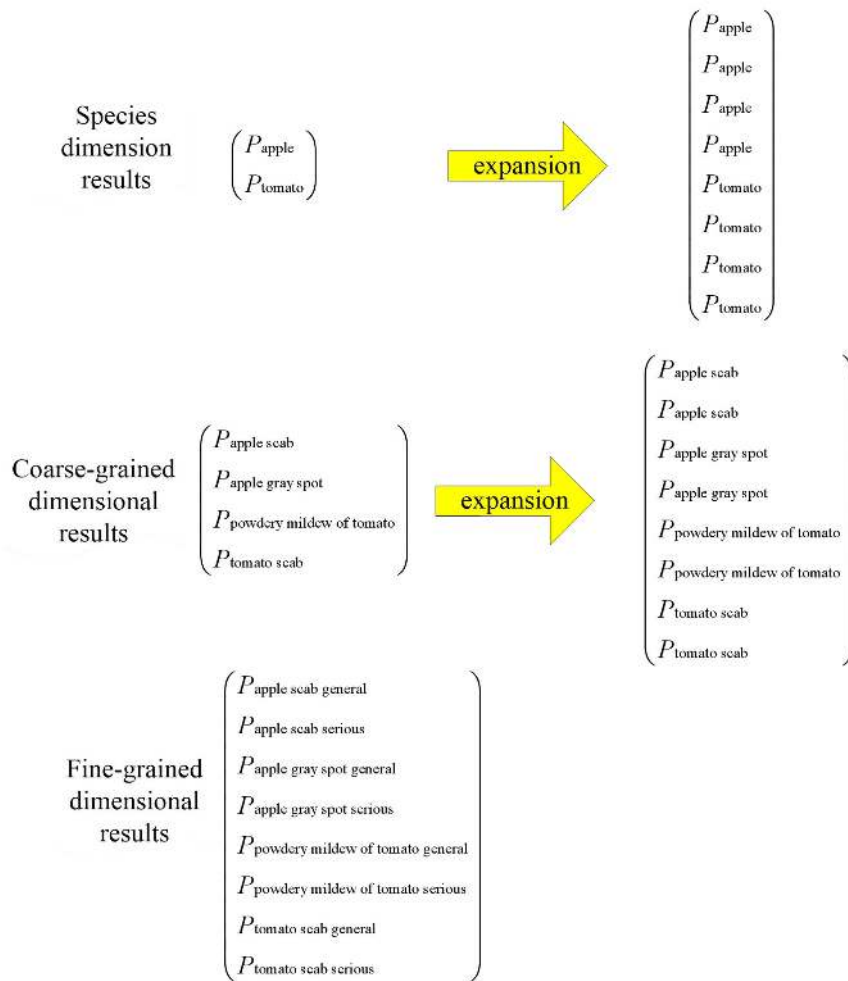 Species
dimension
results
P apple
P tomato
expansion
P apple
P apple
P apple
P apple
P tomato
P tomato
P tomato
P tomato
Coarse-grained
dimensional
results
P apple scab
P apple gray spot
P powdery mildew of tomato
P tomato scab
expansion
P apple scab
P apple scab
P apple gray spot
P apple gray spot
P powdery mildew of tomato
P powdery mildew of tomato
P tomato scab
P tomato scab
Fine-grained
dimensional
results
P apple scab general
P apple scab serious
P apple gray spot general
P apple gray spot serious
P powdery mildew of tomato general
P powdery mildew of tomato serious
P tomato scab general
P tomato scab serious